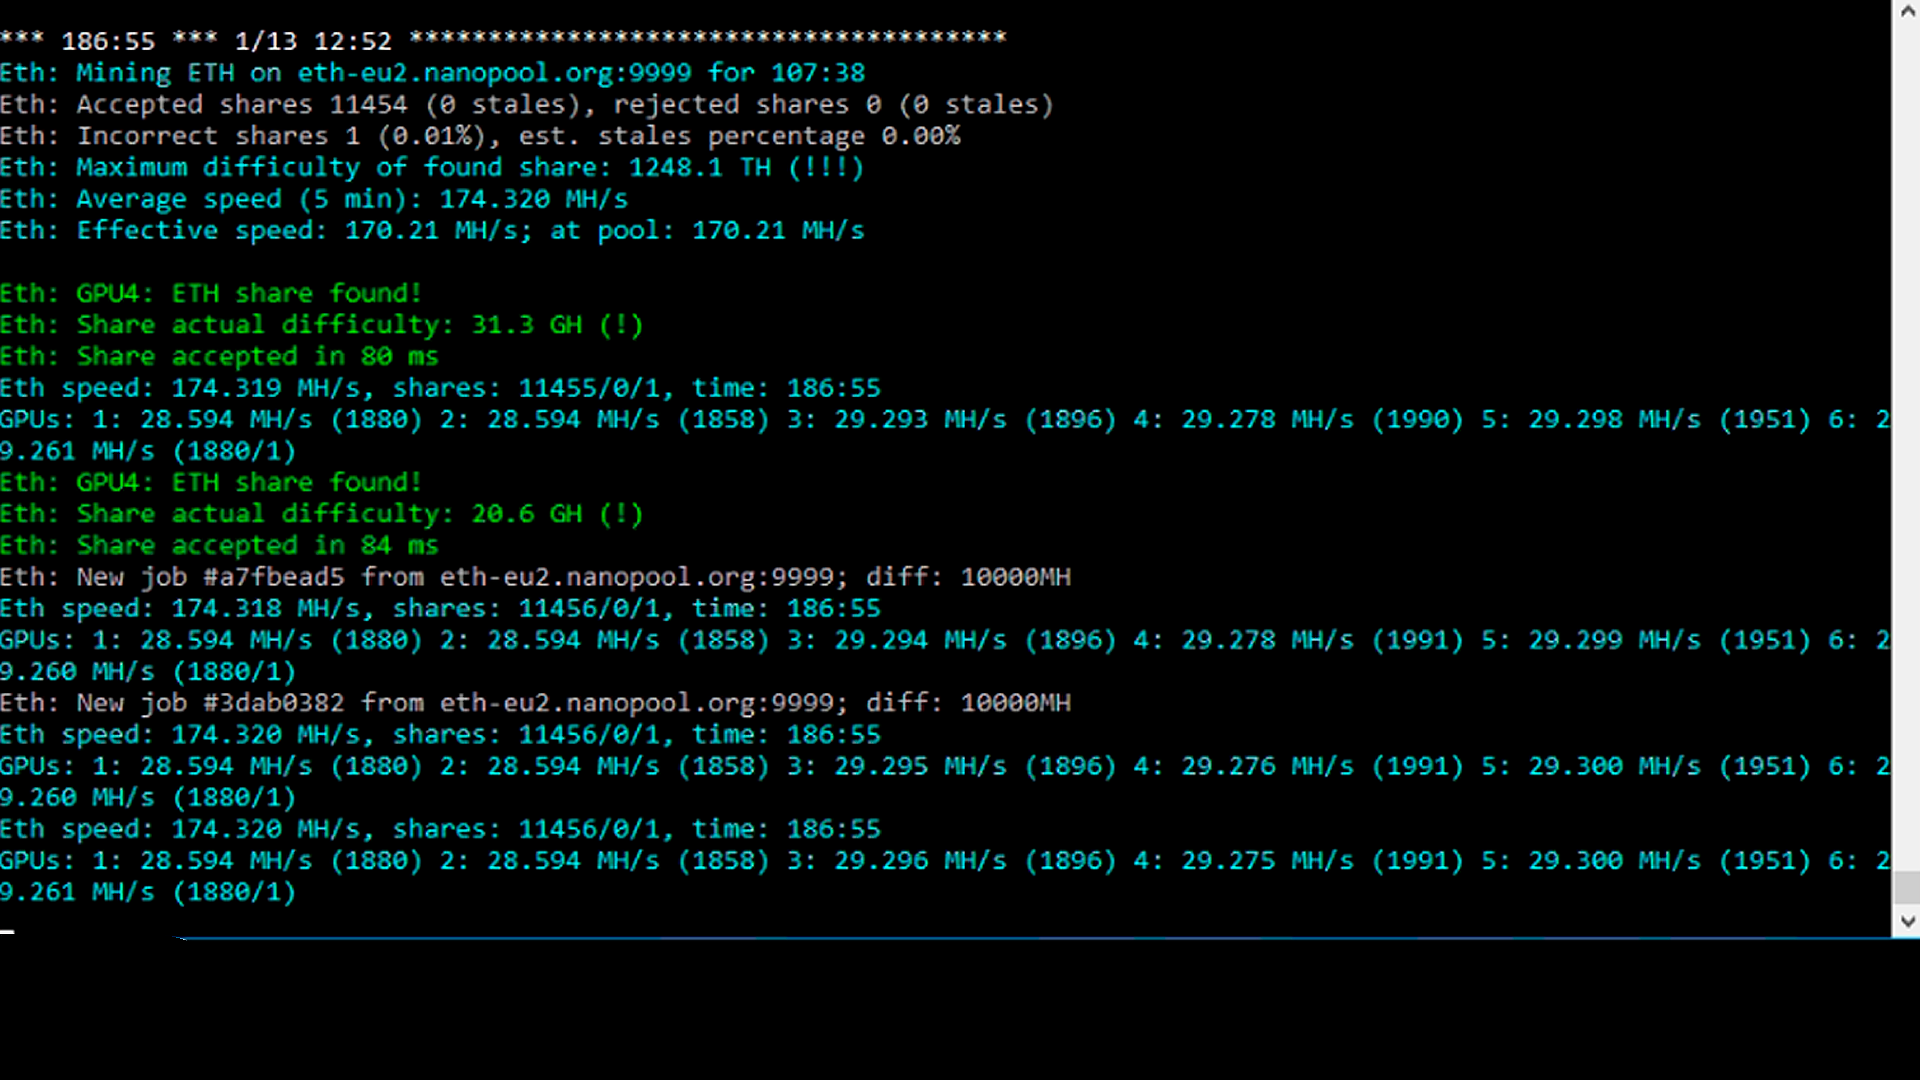 *** 186:55 *** 1/13 12:52 **************************************
Eth: Mining ETH on eth-eu2.nanopool.org:9999 for 107:38
Eth: Accepted shares 11454 (0 stales), rejected shares 0 (0 stales)
Eth: Incorrect shares 1 (0.01%), est. stales percentage 0.00%
Eth: Maximum difficulty of found share: 1248.1 TH (!!!)
Eth: Average speed (5 min): 174.320 MH/s
Eth: Effective speed: 170.21 MH/s; at pool: 170.21 MH/s
Eth: GPU4: ETH share found!
Eth: Share actual difficulty: 31.3 GH (!)
Eth: Share accepted in 80 ms
Eth speed: 174.319 MH/s, shares: 11455/0/1, time: 186:55
GPUs: 1: 28.594 MH/s (1880) 2: 28.594 MH/s (1858) 3: 29.293 MH/s (1896) 4: 29.278 MH/s (1990) 5: 29.298 MH/s (1951) 6: 2
9.261 MH/s (1880/1)
Eth: GPU4: ETH share found!
Eth: Share actual difficulty: 20.6 GH (!)
Eth: Share accepted in 84 ms
Eth: New job #a7fbead5 from eth-eu2.nanopool.org:9999; diff: 10000MH
Eth speed: 174.318 MH/s, shares: 11456/0/1, time: 186:55
GPUs: 1: 28.594 MH/s (1880) 2: 28.594 MH/s (1858) 3: 29.294 MH/s (1896) 4: 29.278 MH/s (1991) 5: 29.299 MH/s (1951) 6: 2
9.260 MH/s (1880/1)
Eth: New job #3dab0382 from eth-eu2.nanopool.org:9999; diff: 10000MH
Eth speed: 174.320 MH/s, shares: 11456/0/1, time: 186:55
GPUs: 1: 28.594 MH/s (1880) 2: 28.594 MH/s (1858) 3: 29.295 MH/s (1896) 4: 29.276 MH/s (1991) 5: 29.300 MH/s (1951) 6: 2
9.260 MH/s (1880/1)
Eth speed: 174.320 MH/s, shares: 11456/0/1, time: 186:55
GPUs: 1: 28.594 MH/s (1880) 2: 28.594 MH/s (1858) 3: 29.296 MH/s (1896) 4: 29.275 MH/s (1991) 5: 29.300 MH/s (1951) 6: 2
9.261 MH/s (1880/1)